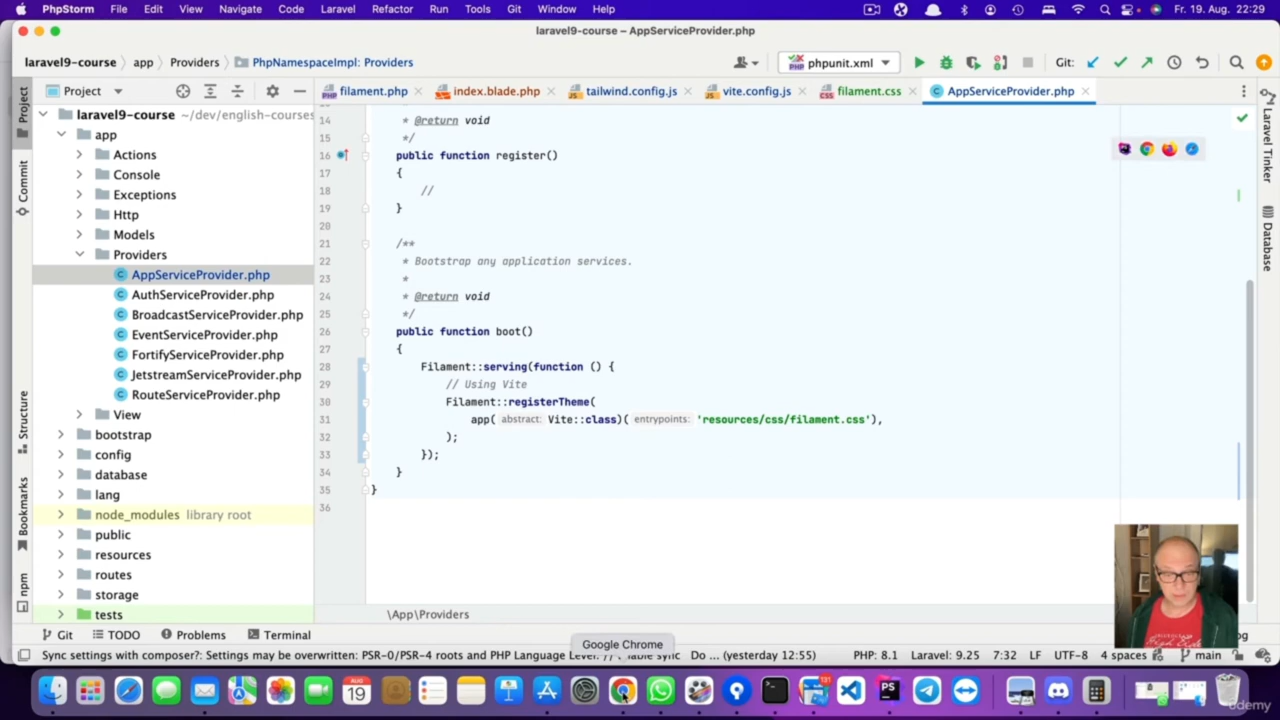 PhpStorm File Edit View Navigate Code Laravel Refactor Run Tools Git Window Help Fr. 19. Aug. 22:29
laravel9-course – AppServiceProvider.php
laravel9-course app Providers PhpNamespaceImpl: Providers phpunit.xml Git:
Project filament.php index.blade.php tailwind.config.js vite.config.js filament.css AppServiceProvider.php
Project
Commit
Structure
Bookmarks
npm
laravel9-course ~/dev/english-courses
app
Actions
Console
Exceptions
Http
Models
Providers
AppServiceProvider.php
AuthServiceProvider.php
BroadcastServiceProvider.php
EventServiceProvider.php
FortifyServiceProvider.php
JetstreamServiceProvider.php
RouteServiceProvider.php
View
bootstrap
config
database
lang
node_modules library root
public
resources
routes
storage
tests
14 * @return void
15 */
16 public function register()
17 {
18 //
19 }
20
21 /**
22 * Bootstrap any application services.
23 *
24 * @return void
25 */
26 public function boot()
27 {
28 Filament::serving(function () {
29 // Using Vite
30 Filament::registerTheme(
31 app( abstract: Vite::class)( entrypoints: 'resources/css/filament.css'),
32 );
33 });
34 }
35 }
36
Laravel Tinker
Database
\App\Providers
Google Chrome
Git TODO Problems Terminal
Sync settings with composer?: Settings may be overwritten: PSR-0/PSR-4 roots and PHP Language Level. // Do ... (yesterday 12:55) PHP: 8.1 Laravel: 9.25 7:32 LF UTF-8 4 spaces main
AUG
19
PS
udemy